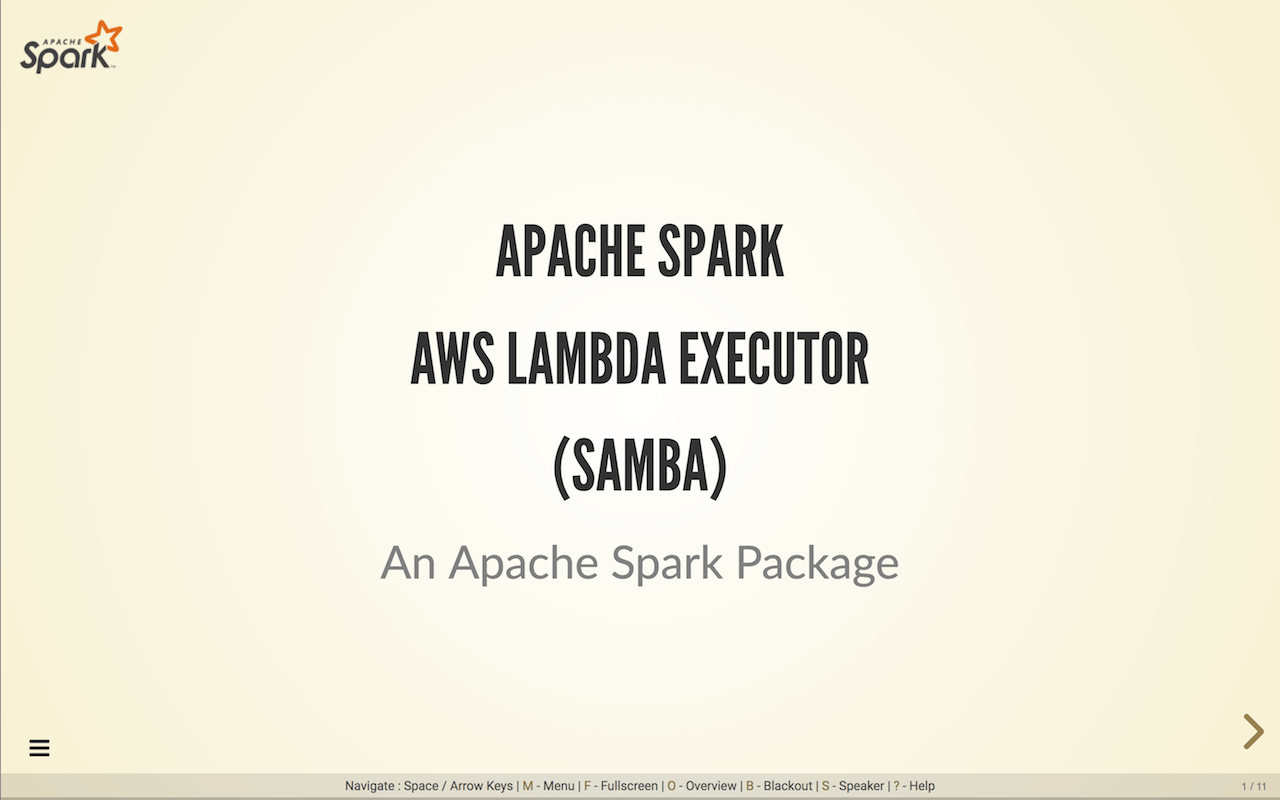 APACHE
Spark™
APACHE SPARK
AWS LAMBDA EXECUTOR
(SAMBA)
An Apache Spark Package
Navigate : Space / Arrow Keys | M - Menu | F - Fullscreen | O - Overview | B - Blackout | S - Speaker | ? - Help
1 / 11